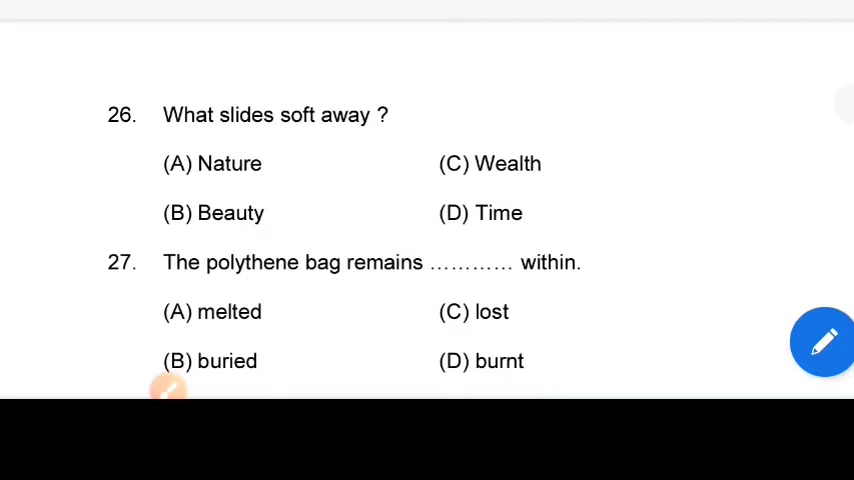 26. What slides soft away ?
(A) Nature (C) Wealth
(B) Beauty (D) Time
27. The polythene bag remains ………… within.
(A) melted (C) lost
(B) buried (D) burnt